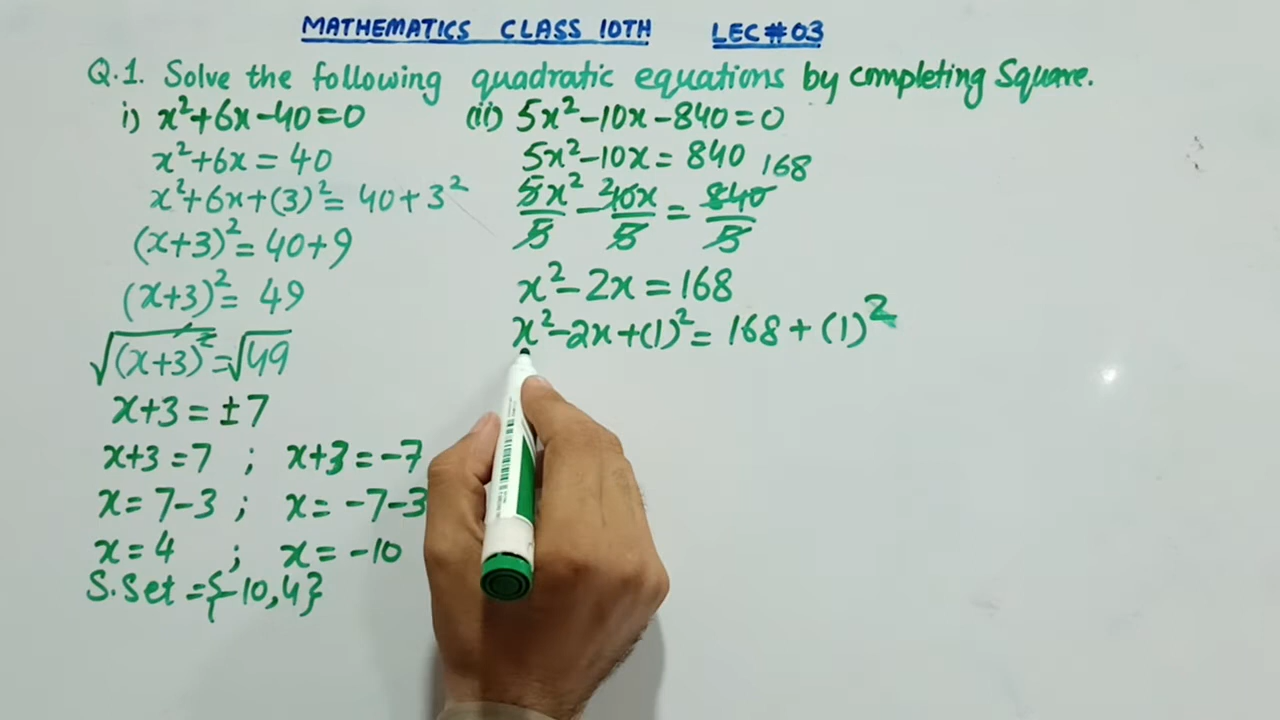 MATHEMATICS CLASS 10TH LEC#03
Q.1. Solve the following quadratic equations by completing Square.
i) x²+6x-40=0
x²+6x=40
x²+6x+(3)²=40+3²
(x+3)²=40+9
(x+3)²=49
√(x+3)²=√49
x+3=±7
x+3=7 ; x+3=-7
x=7-3 ; x=-7-3
x=4 ; x=-10
S.Set={-10,4}
(ii) 5x²-10x-840=0
5x²-10x=840
168
5x²/5 - 2 10x/5 = 840/5
x²-2x=168
x²-2x+(1)²=168+(1)²